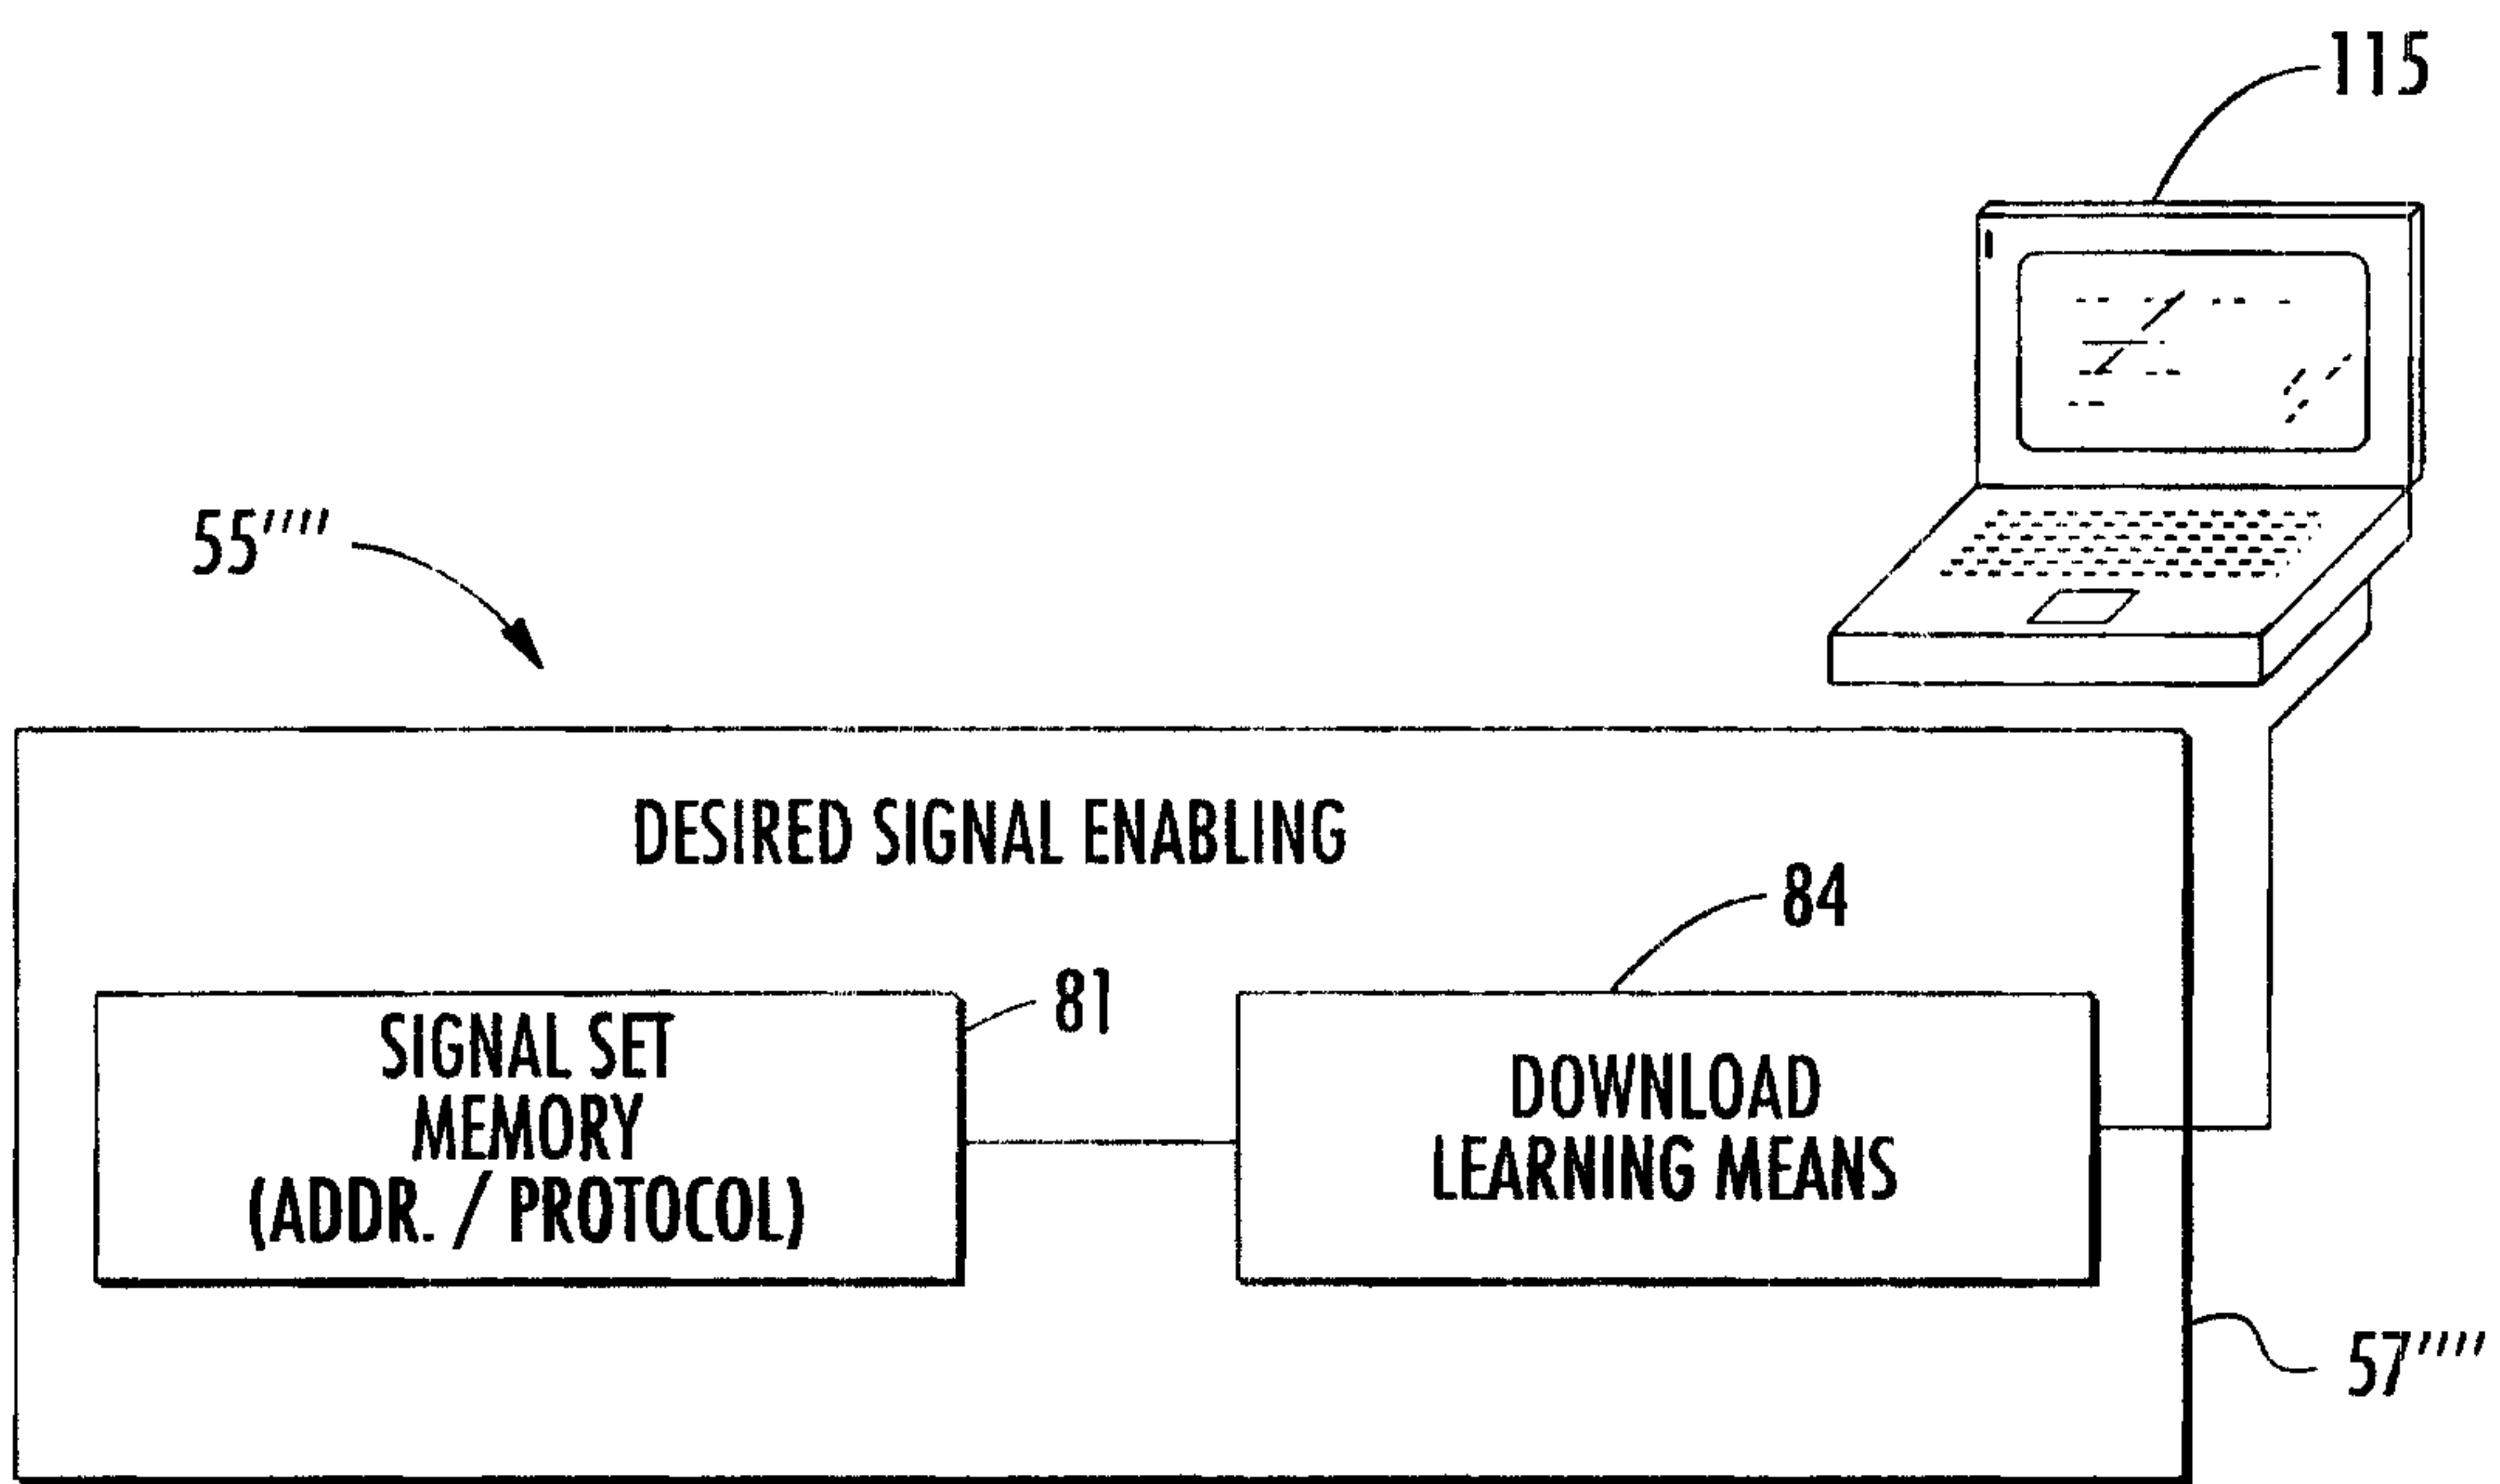 115
55''''
DESIRED SIGNAL ENABLING
84
81
SIGNAL SET
MEMORY
(ADDR. / PROTOCOL)
DOWNLOAD
LEARNING MEANS
57''''